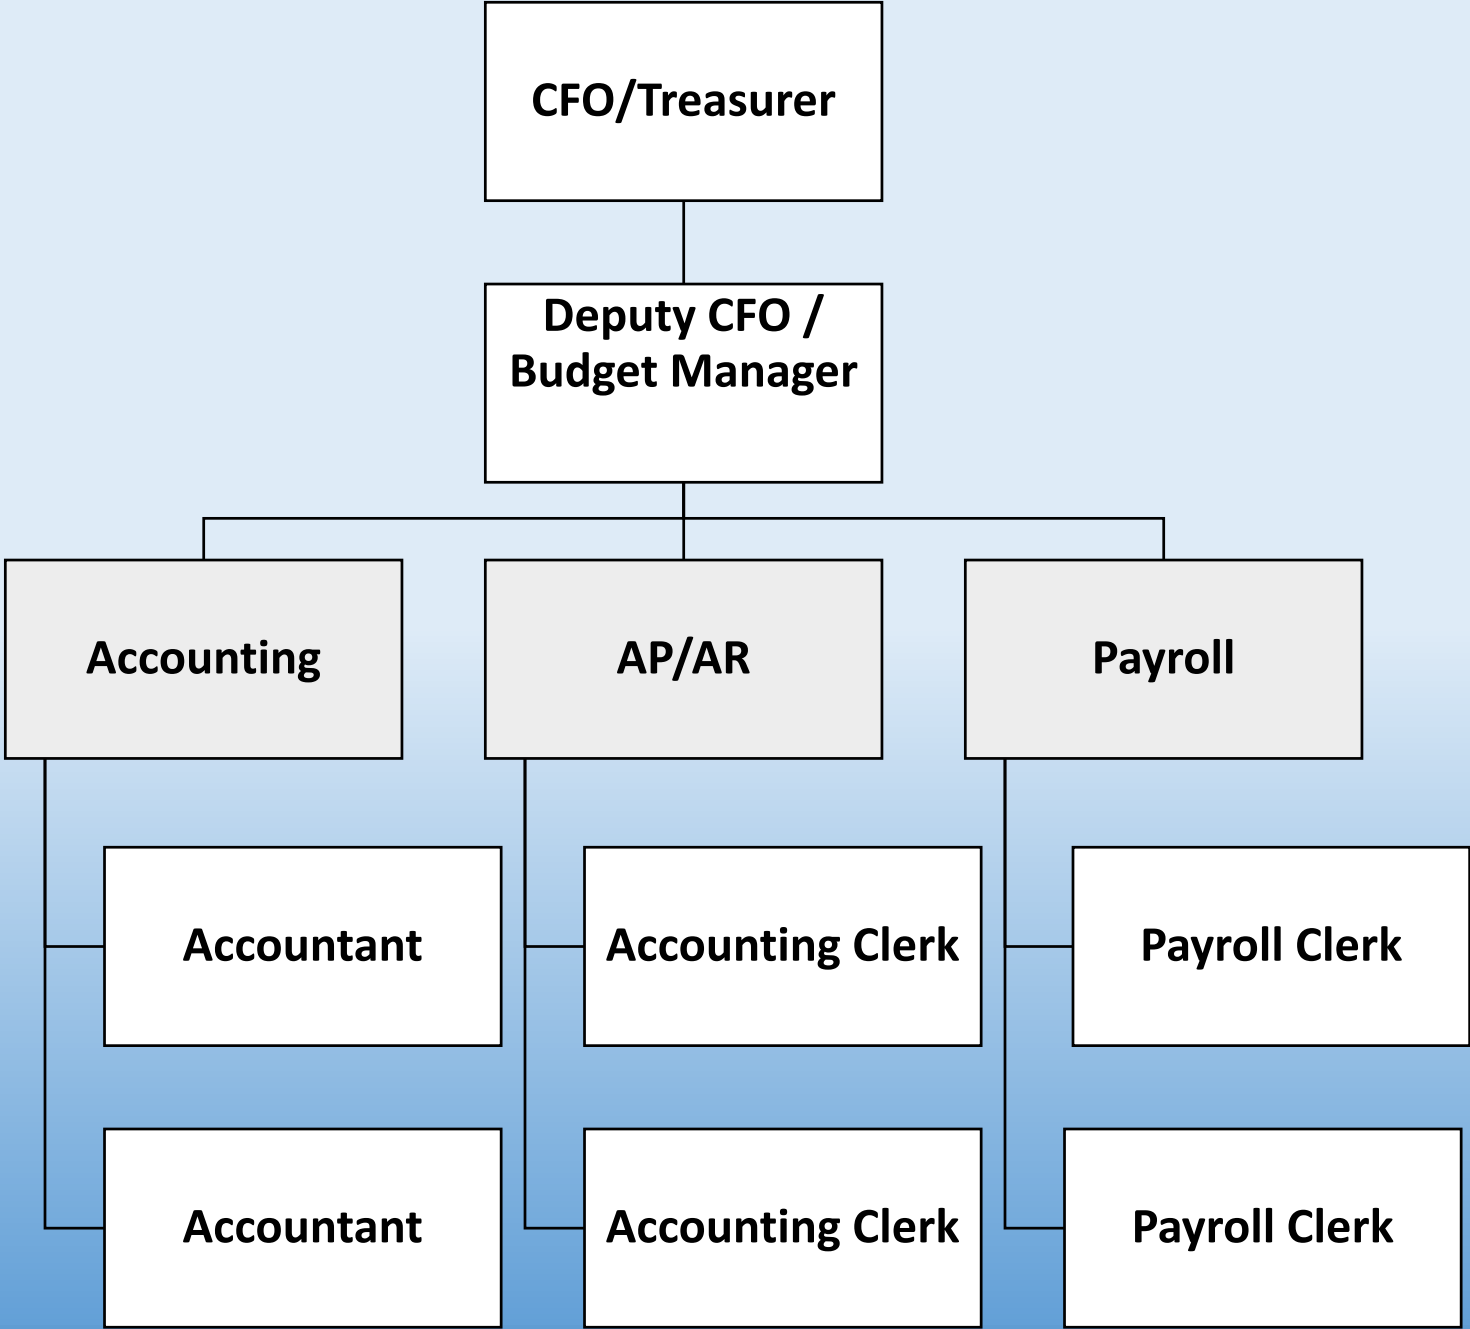 CFO/Treasurer
Deputy CFO /
Budget Manager
Accounting
AP/AR
Payroll
Accountant
Accounting Clerk
Payroll Clerk
Accountant
Accounting Clerk
Payroll Clerk